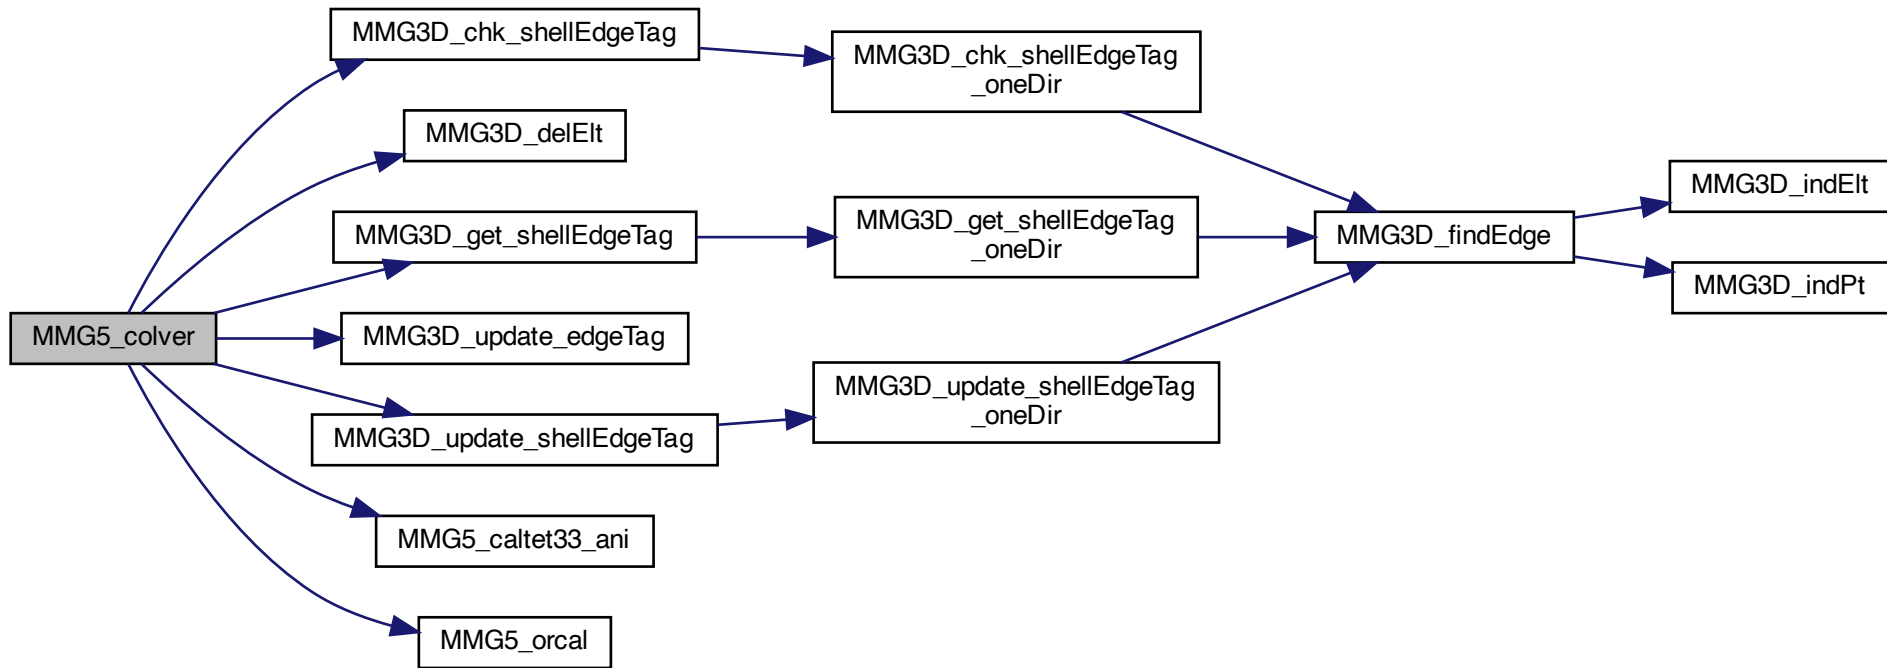 MMG3D_chk_shellEdgeTag
MMG3D_chk_shellEdgeTag
_oneDir
MMG3D_delElt
MMG3D_indElt
MMG3D_get_shellEdgeTag
MMG3D_get_shellEdgeTag
_oneDir
MMG3D_findEdge
MMG3D_indPt
MMG5_colver
MMG3D_update_edgeTag
MMG3D_update_shellEdgeTag
MMG3D_update_shellEdgeTag
_oneDir
MMG5_caltet33_ani
MMG5_orcal